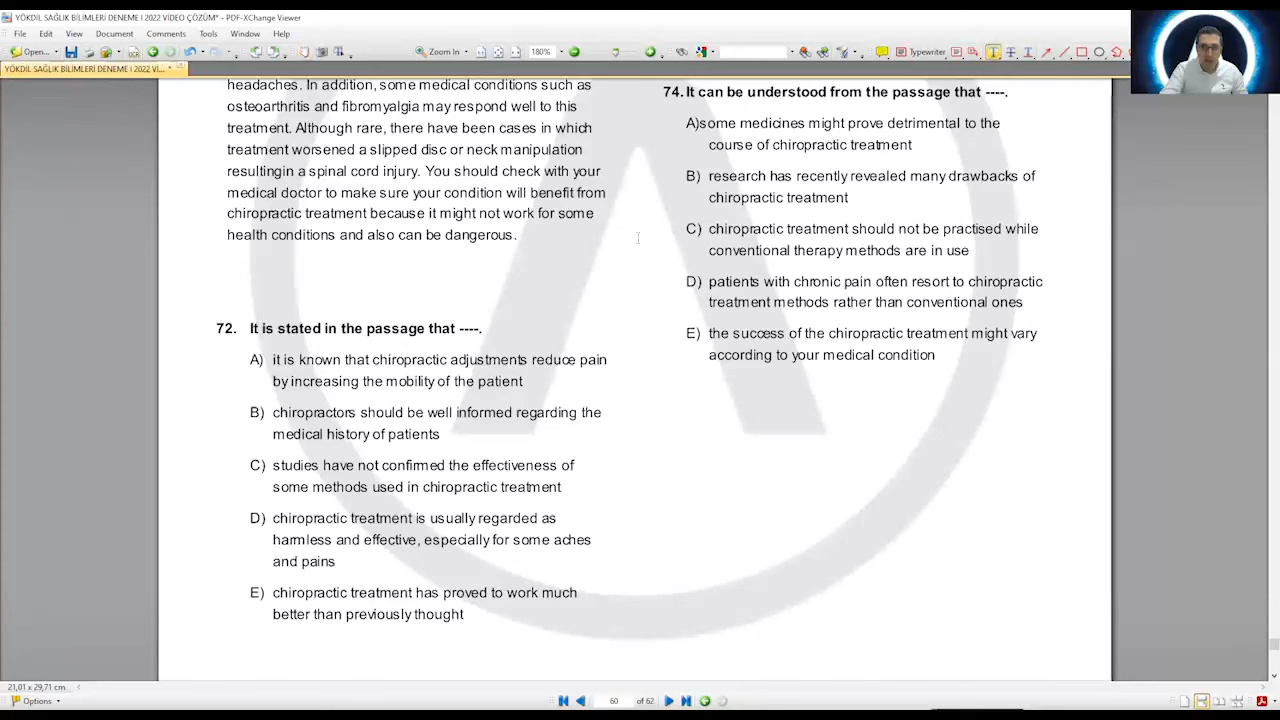 YÖKDİL SAĞLIK BİLİMLERİ DENEME I 2022 VİDEO ÇÖZÜM* - PDF-XChange Viewer
File Edit View Document Comments Tools Window Help
Open... Zoom In 180% Typewriter
YÖKDİL SAĞLIK BİLİMLERİ DENEME I 2022 Vİ...
headaches. In addition, some medical conditions such as
osteoarthritis and fibromyalgia may respond well to this
treatment. Although rare, there have been cases in which
treatment worsened a slipped disc or neck manipulation
resultingin a spinal cord injury. You should check with your
medical doctor to make sure your condition will benefit from
chiropractic treatment because it might not work for some
health conditions and also can be dangerous.
72. It is stated in the passage that ----.
A) it is known that chiropractic adjustments reduce pain
by increasing the mobility of the patient
B) chiropractors should be well informed regarding the
medical history of patients
C) studies have not confirmed the effectiveness of
some methods used in chiropractic treatment
D) chiropractic treatment is usually regarded as
harmless and effective, especially for some aches
and pains
E) chiropractic treatment has proved to work much
better than previously thought
74. It can be understood from the passage that ----.
A)some medicines might prove detrimental to the
course of chiropractic treatment
B) research has recently revealed many drawbacks of
chiropractic treatment
C) chiropractic treatment should not be practised while
conventional therapy methods are in use
D) patients with chronic pain often resort to chiropractic
treatment methods rather than conventional ones
E) the success of the chiropractic treatment might vary
according to your medical condition
21,01 x 29,71 cm
Options 60 of 62